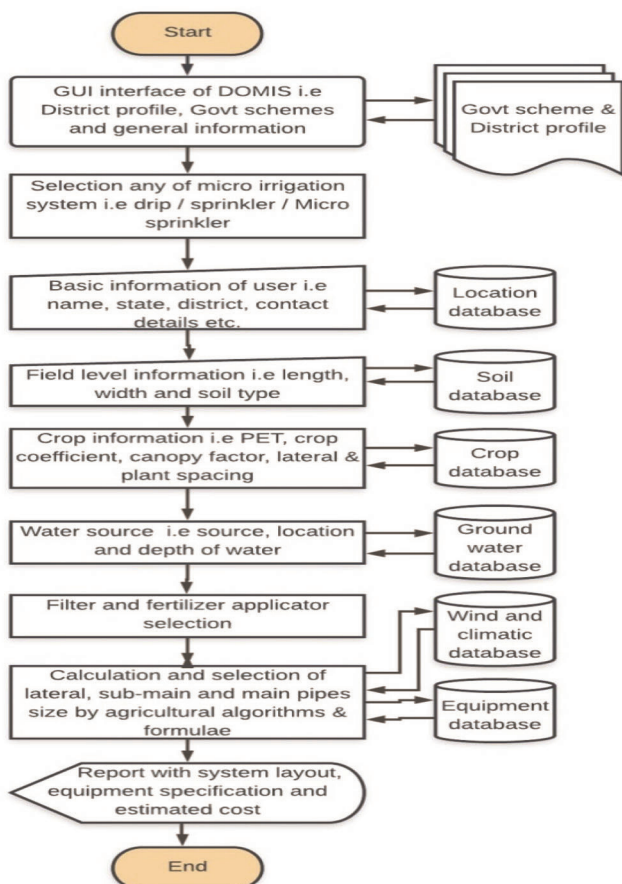 Start
GUI interface of DOMIS i.e
District profile, Govt schemes
and general information
Govt scheme &
District profile
Selection any of micro irrigation
system i.e drip / sprinkler / Micro
sprinkler
Basic information of user i.e
name, state, district, contact
details etc.
Location
database
Field level information i.e length,
width and soil type
Soil
database
Crop information i.e PET, crop
coefficient, canopy factor, lateral &
plant spacing
Crop
database
Water source i.e source, location
and depth of water
Ground
water
database
Filter and fertilizer applicator
selection
Wind and
climatic
database
Calculation and selection of
lateral, sub-main and main pipes
size by agricultural algorithms &
formulae
Equipment
database
Report with system layout,
equipment specification and
estimated cost
End